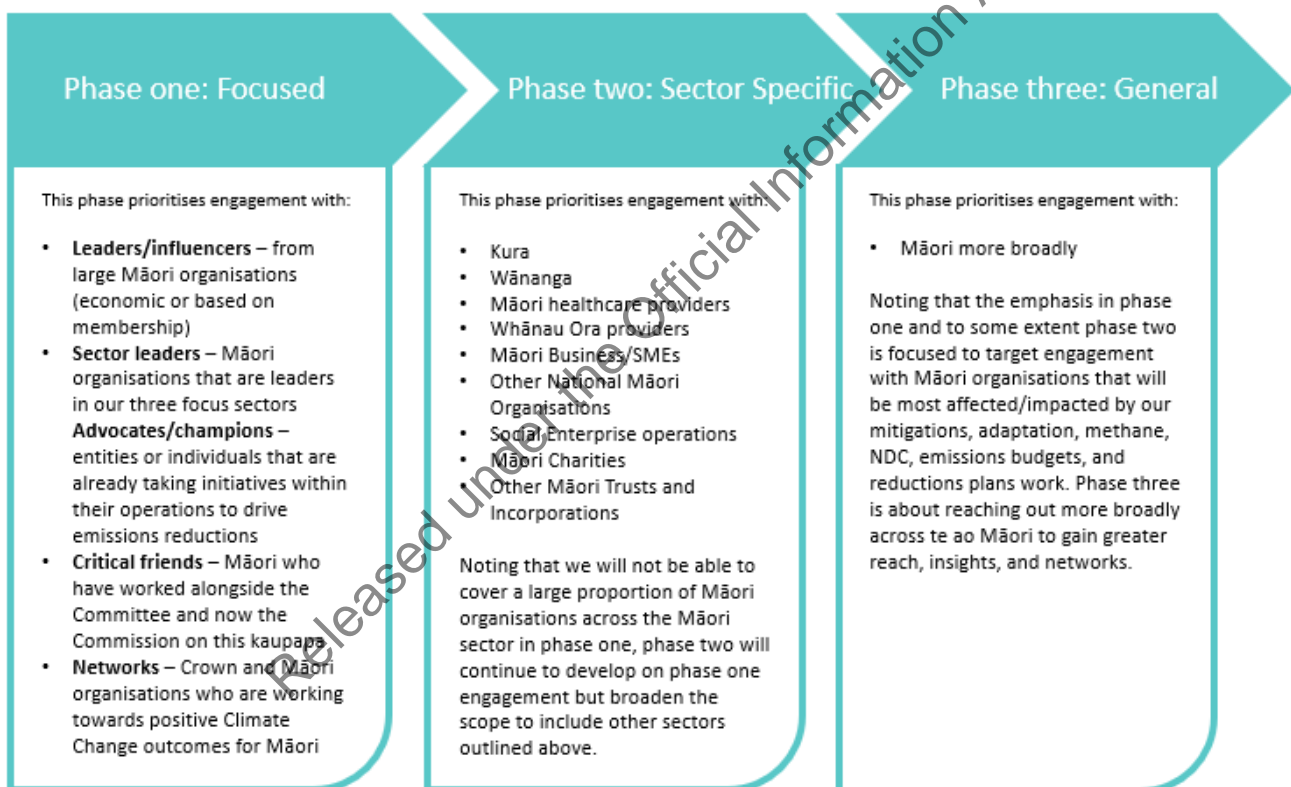 Phase one: Focused
This phase prioritises engagement with:
• Leaders/influencers – from
large Māori organisations
(economic or based on
membership)
• Sector leaders – Māori
organisations that are leaders
in our three focus sectors
Advocates/champions –
entities or individuals that are
already taking initiatives within
their operations to drive
emissions reductions
• Critical friends – Māori who
have worked alongside the
Committee and now the
Commission on this kaupapa
• Networks – Crown and Māori
organisations who are working
towards positive Climate
Change outcomes for Māori
Phase two: Sector Specific
This phase prioritises engagement with:
• Kura
• Wānanga
• Māori healthcare providers
• Whānau Ora providers
• Māori Business/SMEs
• Other National Māori
Organisations
• Social Enterprise operations
• Māori Charities
• Other Māori Trusts and
Incorporations
Noting that we will not be able to
cover a large proportion of Māori
organisations across the Māori
sector in phase one, phase two will
continue to develop on phase one
engagement but broaden the
scope to include other sectors
outlined above.
Phase three: General
This phase prioritises engagement with:
• Māori more broadly
Noting that the emphasis in phase
one and to some extent phase two
is focused to target engagement
with Māori organisations that will
be most affected/impacted by our
mitigations, adaptation, methane,
NDC, emissions budgets, and
reductions plans work. Phase three
is about reaching out more broadly
across te ao Māori to gain greater
reach, insights, and networks.
Released under the Official Information